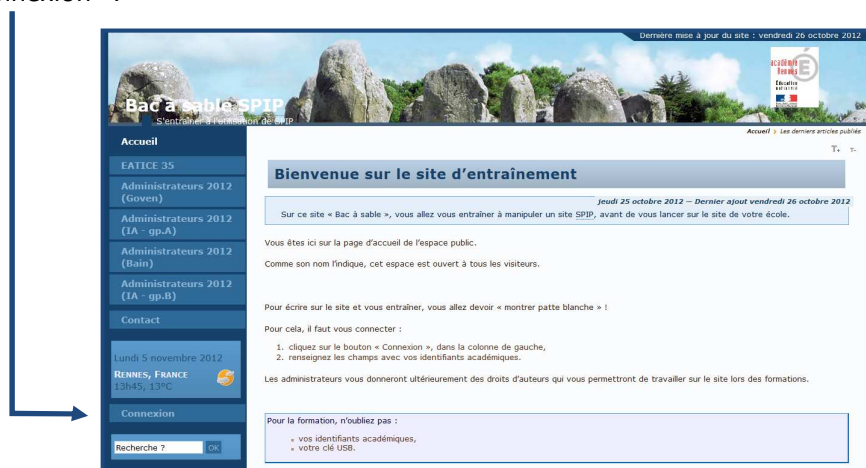 Dernière mise à jour du site : vendredi 26 octobre 2012
académie
Rennes
Bac à sable SPIP
S'entraîner à l'utilisation de SPIP
Accueil > Les derniers articles publiés
T+ T-
Accueil
EATICE 35
Administrateurs 2012
(Goven)
Administrateurs 2012
(IA - gp.A)
Administrateurs 2012
(Bain)
Administrateurs 2012
(IA - gp.B)
Contact
Lundi 5 novembre 2012
RENNES, FRANCE
13h45, 13°C
Connexion
Recherche ? OK
Bienvenue sur le site d'entraînement
jeudi 25 octobre 2012 — Dernier ajout vendredi 26 octobre 2012
Sur ce site « Bac à sable », vous allez vous entraîner à manipuler un site SPIP, avant de vous lancer sur le site de votre école.
Vous êtes ici sur la page d'accueil de l'espace public.
Comme son nom l'indique, cet espace est ouvert à tous les visiteurs.
Pour écrire sur le site et vous entraîner, vous allez devoir « montrer patte blanche » !
Pour cela, il faut vous connecter :
1. cliquez sur le bouton « Connexion », dans la colonne de gauche,
2. renseignez les champs avec vos identifiants académiques.
Les administrateurs vous donneront ultérieurement des droits d'auteurs qui vous permettront de travailler sur le site lors des formations.
Pour la formation, n'oubliez pas :
vos identifiants académiques,
votre clé USB.